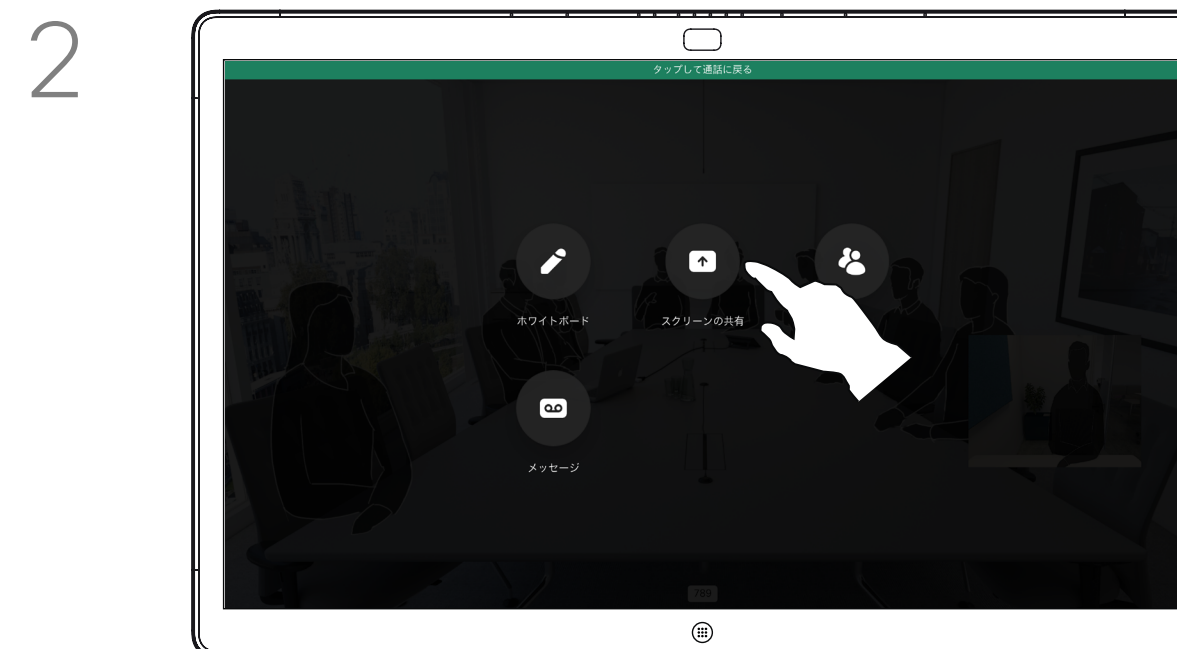 2
タップして通話に戻る
ホワイトボード
スクリーンの共有
メッセージ
789